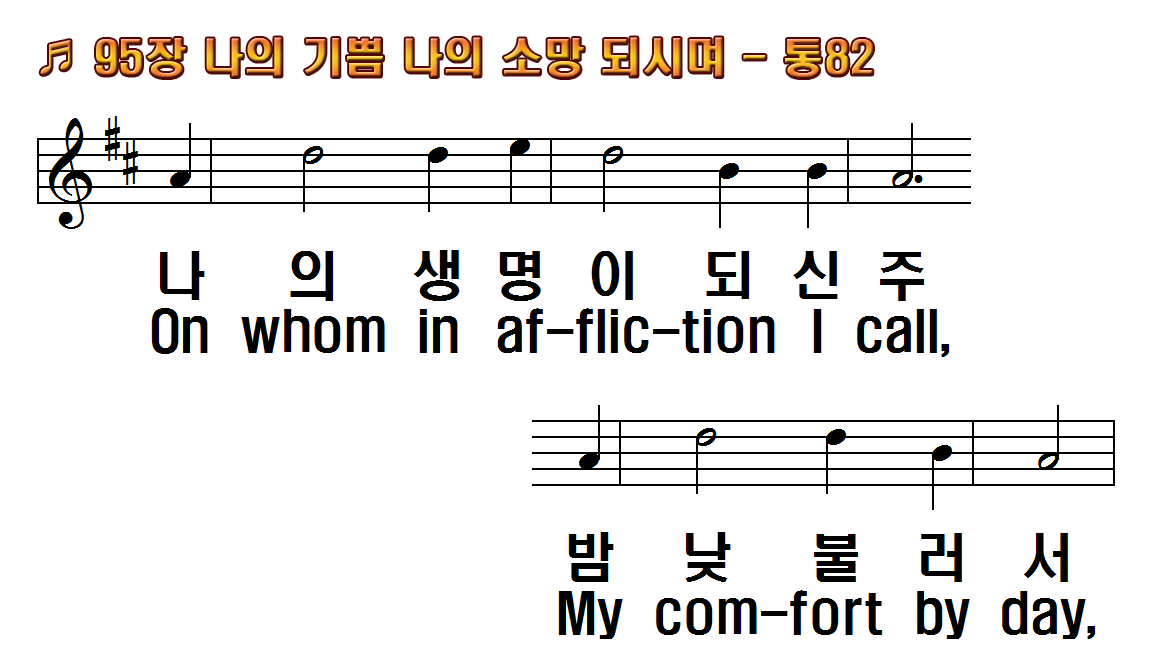 ♬ 95장 나의 기쁨 나의 소망 되시며 - 통82
나 의 생 명 이 되 신 주
On whom in af-flic-tion I call,
밤 낮 불 러 서
My com-fort by day,